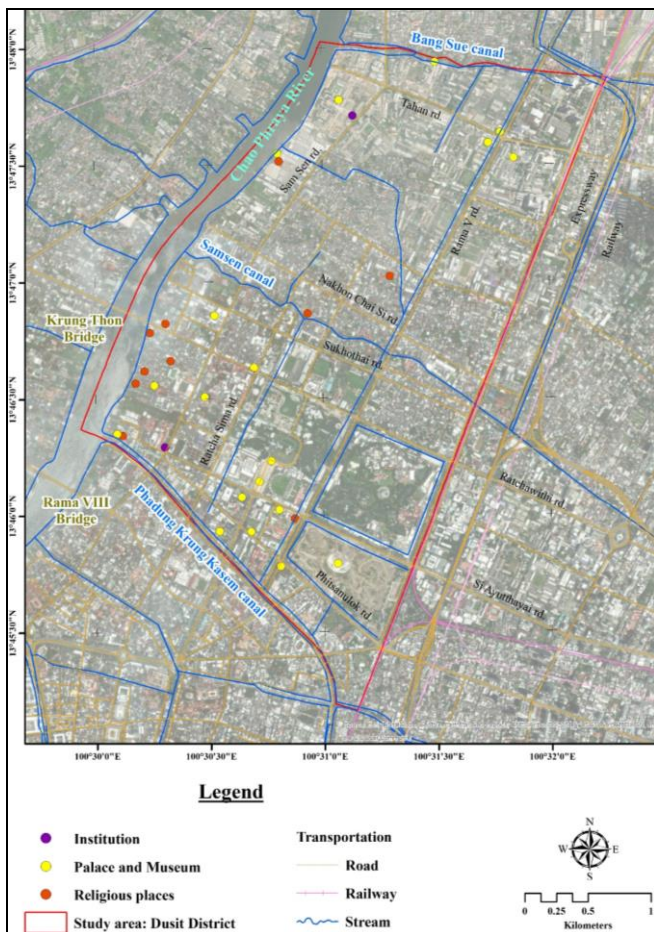 Bang Sue canal
Chao Phraya River
Tahan rd.
Sam Sen rd.
Rama V rd.
Expressway
Railway
Samsen canal
Nakhon Chai Si rd.
Krung Thon
Bridge
Sukhothai rd.
Ratcha Sima rd.
Ratchawithi rd.
Rama VIII
Bridge
Phadung Krung Kasem canal
Phitsanulok rd.
Si Ayutthayai rd.
13°48'0"N
13°47'30"N
13°47'0"N
13°46'30"N
13°46'0"N
13°45'30"N
100°30'0"E
100°30'30"E
100°31'0"E
100°31'30"E
100°32'0"E
Legend
Institution
Palace and Museum
Religious places
Study area: Dusit District
Transportation
Road
Railway
Stream
N
W E
S
0 0.25 0.5 1
Kilometers